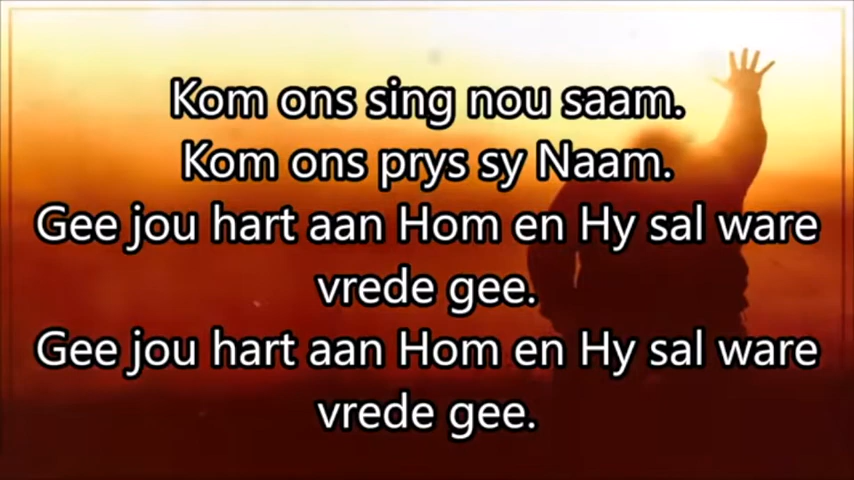 Kom ons sing nou saam.
Kom ons prys sy Naam.
Gee jou hart aan Hom en Hy sal ware
vrede gee.
Gee jou hart aan Hom en Hy sal ware
vrede gee.